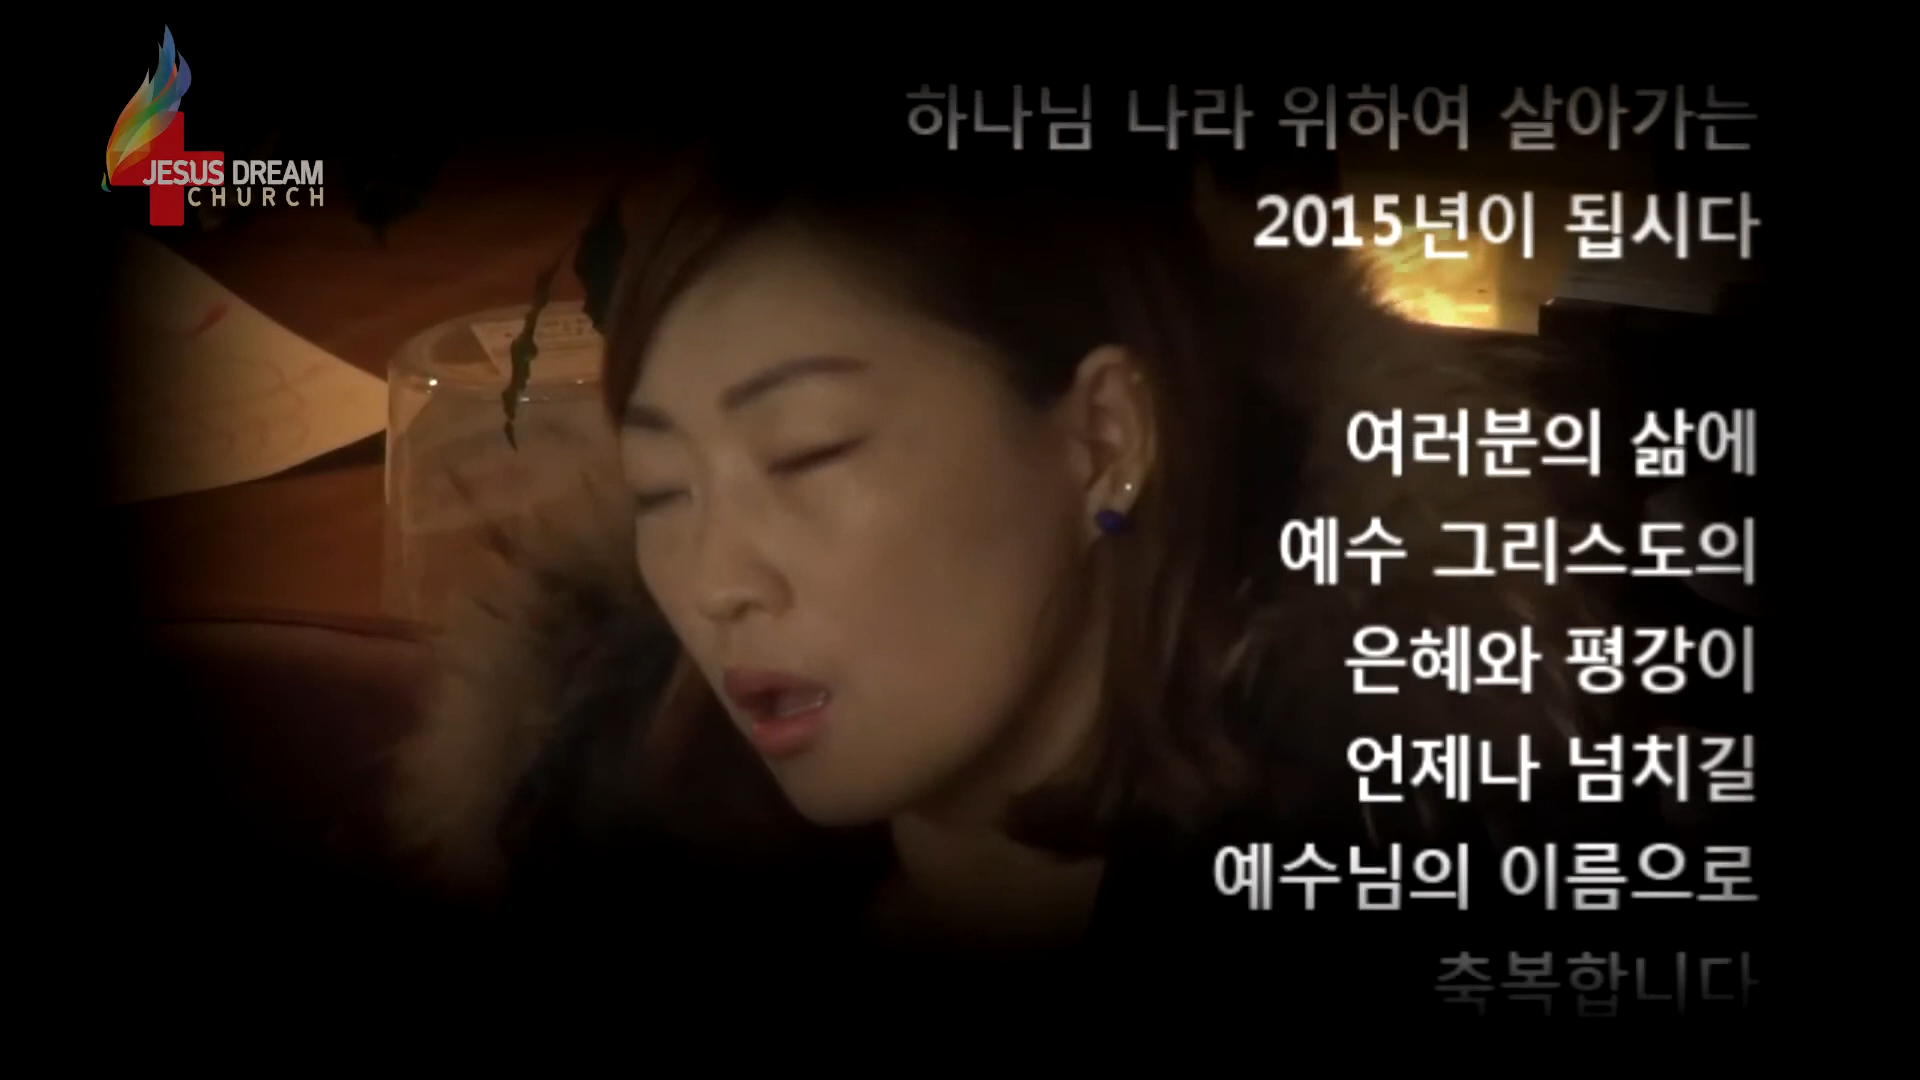 JESUS DREAM
CHURCH
하나님 나라 위하여 살아가는
2015년이 됩시다
여러분의 삶에
예수 그리스도의
은혜와 평강이
언제나 넘치길
예수님의 이름으로
축복합니다